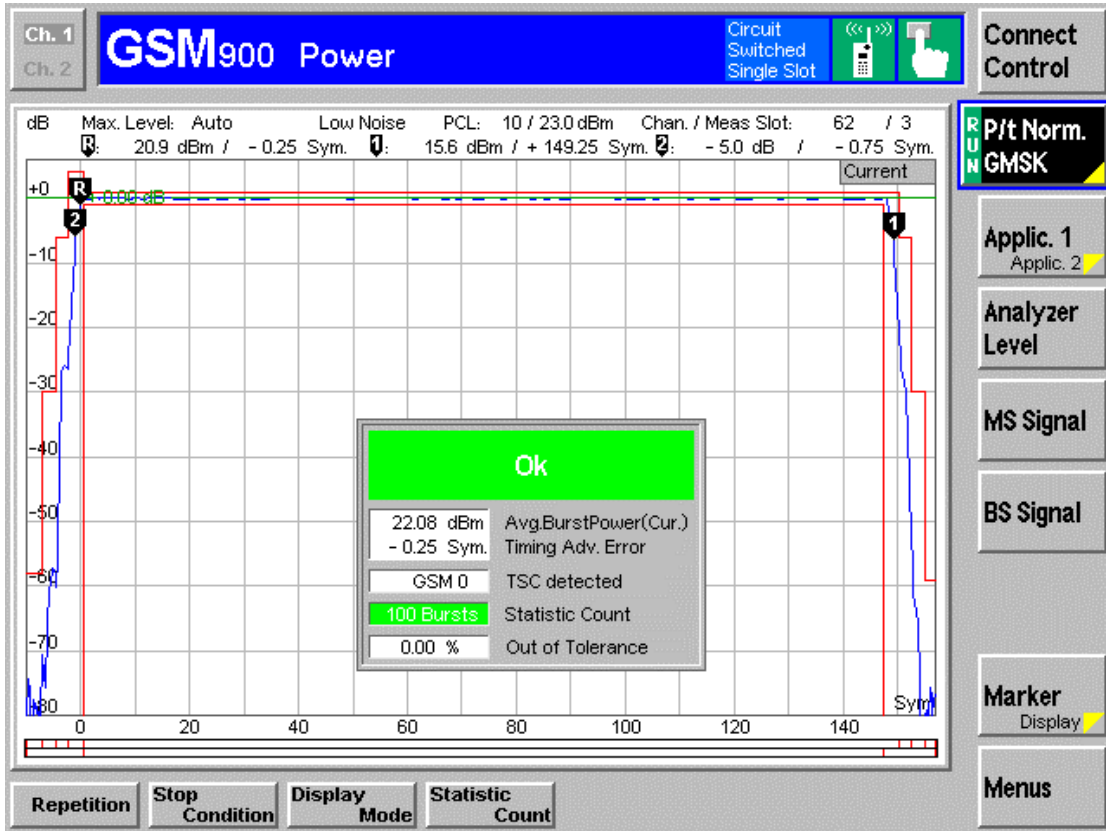 Ch. 1
Ch. 2
GSM900 Power
Circuit
Switched
Single Slot
Connect
Control
dB Max. Level: Auto Low Noise PCL: 10 / 23.0 dBm Chan. / Meas Slot: 62 / 3
R: 20.9 dBm / - 0.25 Sym. 1: 15.6 dBm / + 149.25 Sym. 2: - 5.0 dB / - 0.75 Sym.
Current
RUN
P/t Norm.
GMSK
+0
R
+0.00 dB
2
1
-10
-20
-30
-40
-50
-60
-70
-80
Sym
0 20 40 60 80 100 120 140
Ok
22.08 dBm Avg.BurstPower(Cur.)
- 0.25 Sym. Timing Adv. Error
GSM 0 TSC detected
100 Bursts Statistic Count
0.00 % Out of Tolerance
Applic. 1
Applic. 2
Analyzer
Level
MS Signal
BS Signal
Marker
Display
Menus
Repetition
Stop
Condition
Display
Mode
Statistic
Count